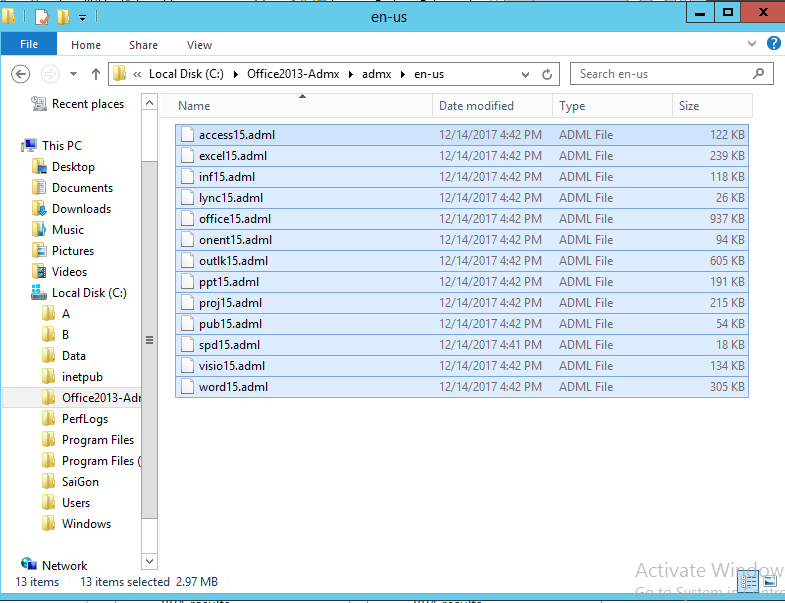 en-us
File Home Share View
« Local Disk (C:) Office2013-Admx admx en-us
Search en-us
Name Date modified Type Size
Recent places
This PC
Desktop
Documents
Downloads
Music
Pictures
Videos
Local Disk (C:)
A
B
Data
inetpub
Office2013-Adm
PerfLogs
Program Files
Program Files (
SaiGon
Users
Windows
Network
access15.adml 12/14/2017 4:42 PM ADML File 122 KB
excel15.adml 12/14/2017 4:42 PM ADML File 239 KB
inf15.adml 12/14/2017 4:42 PM ADML File 118 KB
lync15.adml 12/14/2017 4:42 PM ADML File 26 KB
office15.adml 12/14/2017 4:42 PM ADML File 937 KB
onent15.adml 12/14/2017 4:42 PM ADML File 94 KB
outlk15.adml 12/14/2017 4:42 PM ADML File 605 KB
ppt15.adml 12/14/2017 4:42 PM ADML File 191 KB
proj15.adml 12/14/2017 4:42 PM ADML File 215 KB
pub15.adml 12/14/2017 4:42 PM ADML File 54 KB
spd15.adml 12/14/2017 4:41 PM ADML File 18 KB
visio15.adml 12/14/2017 4:42 PM ADML File 134 KB
word15.adml 12/14/2017 4:42 PM ADML File 305 KB
Activate Window
Go to System in Contro
13 items 13 items selected 2.97 MB